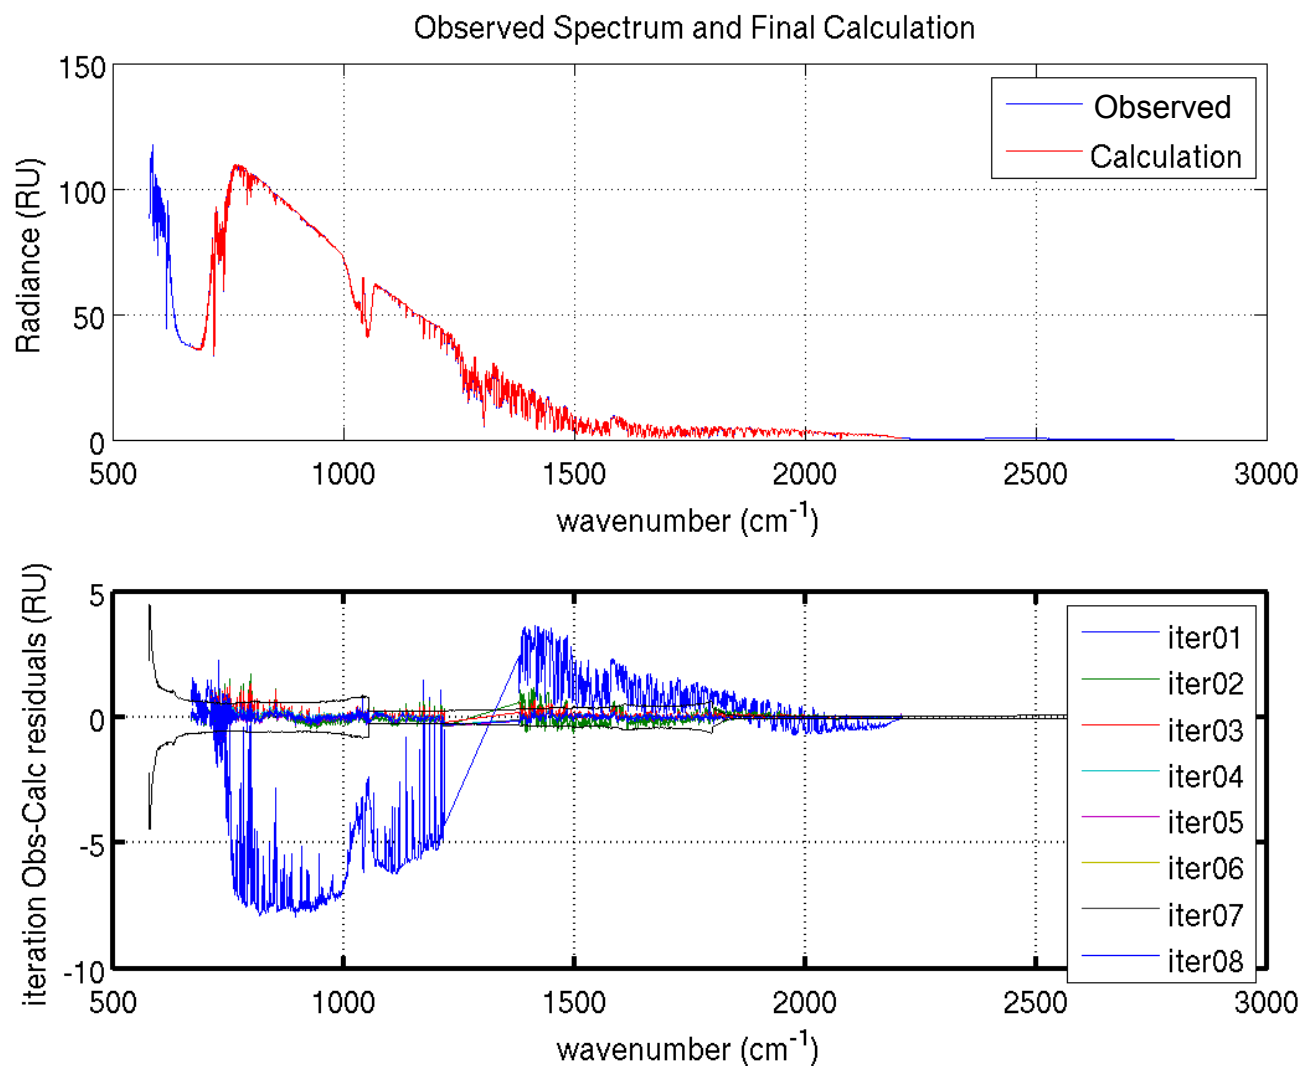 Observed Spectrum and Final Calculation
150
100
50
0
Radiance (RU)
Observed
Calculation
500 1000 1500 2000 2500 3000
wavenumber (cm-1)
5
0
-5
-10
iteration Obs-Calc residuals (RU)
iter01
iter02
iter03
iter04
iter05
iter06
iter07
iter08
500 1000 1500 2000 2500 3000
wavenumber (cm-1)